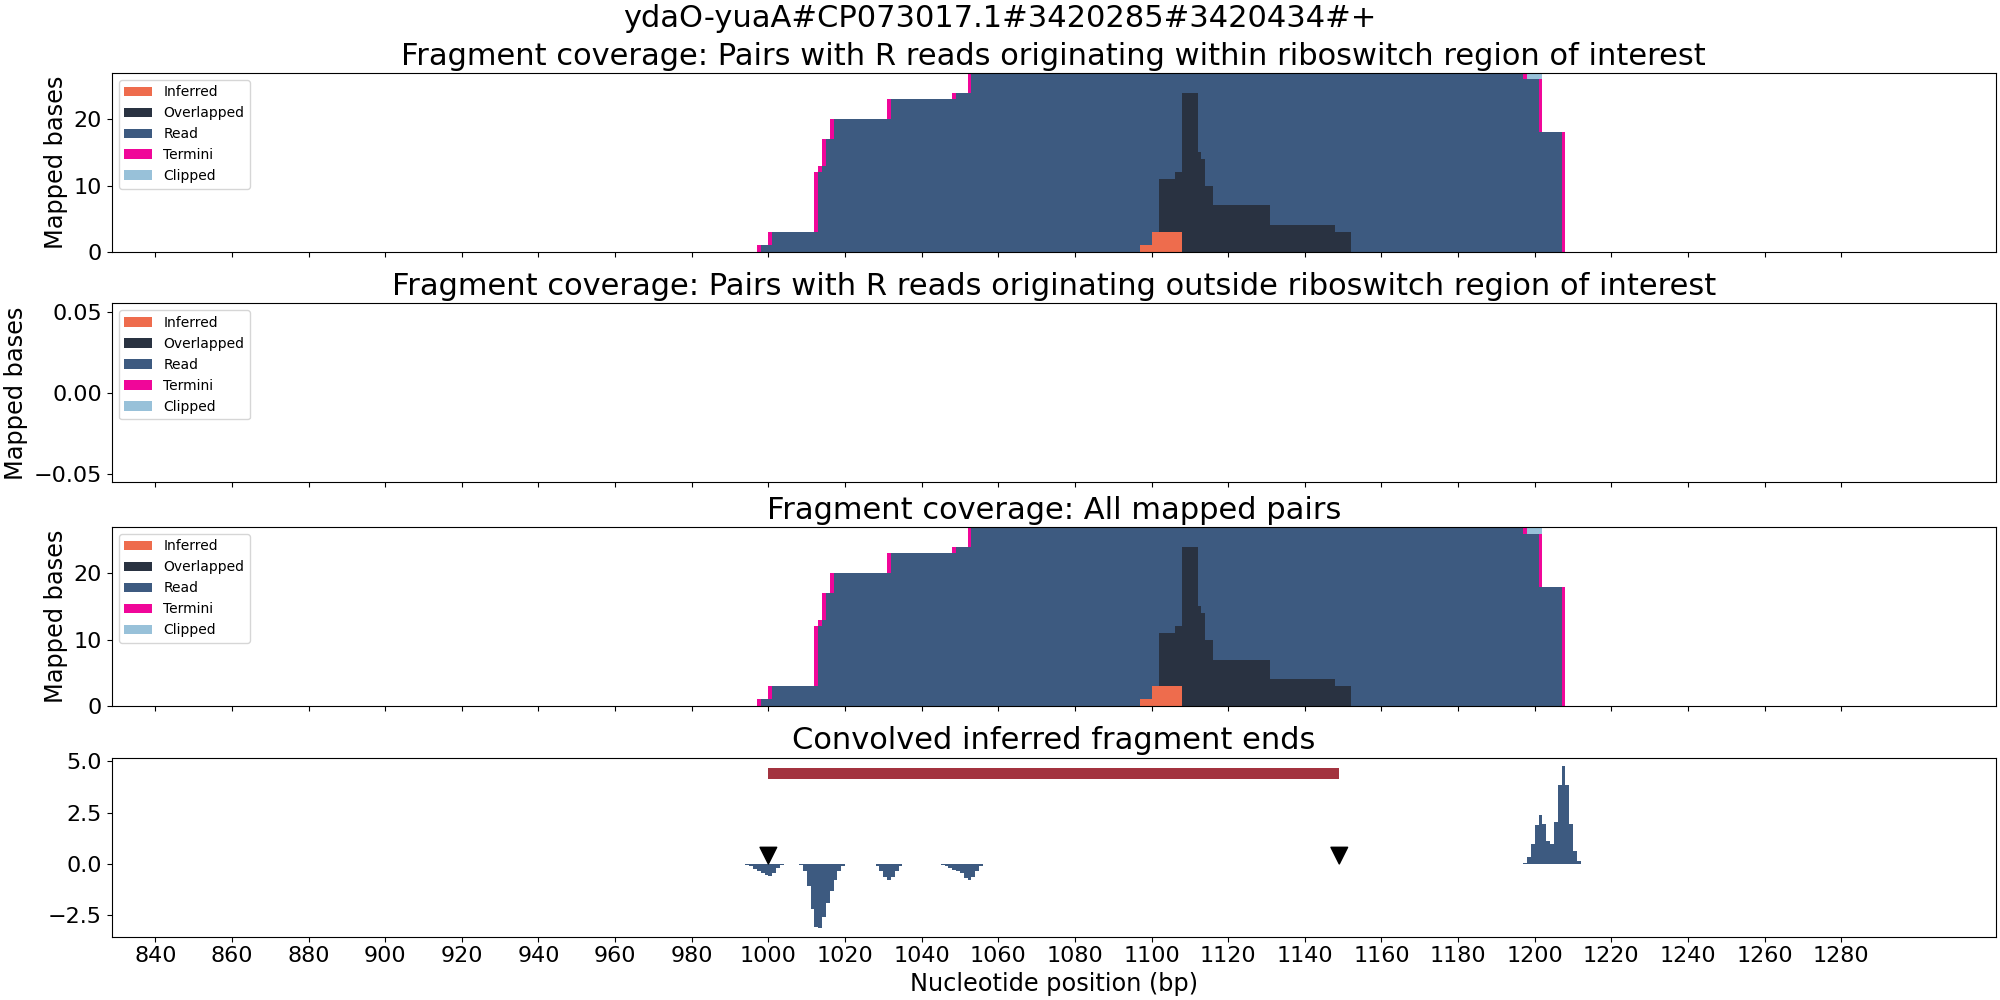 ydaO-yuaA#CP073017.1#3420285#3420434#+
Fragment coverage: Pairs with R reads originating within riboswitch region of interest
Mapped bases
20
10
0
Inferred
Overlapped
Read
Termini
Clipped
Fragment coverage: Pairs with R reads originating outside riboswitch region of interest
Mapped bases
0.05
0.00
−0.05
Inferred
Overlapped
Read
Termini
Clipped
Fragment coverage: All mapped pairs
Mapped bases
20
10
0
Inferred
Overlapped
Read
Termini
Clipped
Convolved inferred fragment ends
5.0
2.5
0.0
−2.5
840 860 880 900 920 940 960 980 1000 1020 1040 1060 1080 1100 1120 1140 1160 1180 1200 1220 1240 1260 1280
Nucleotide position (bp)